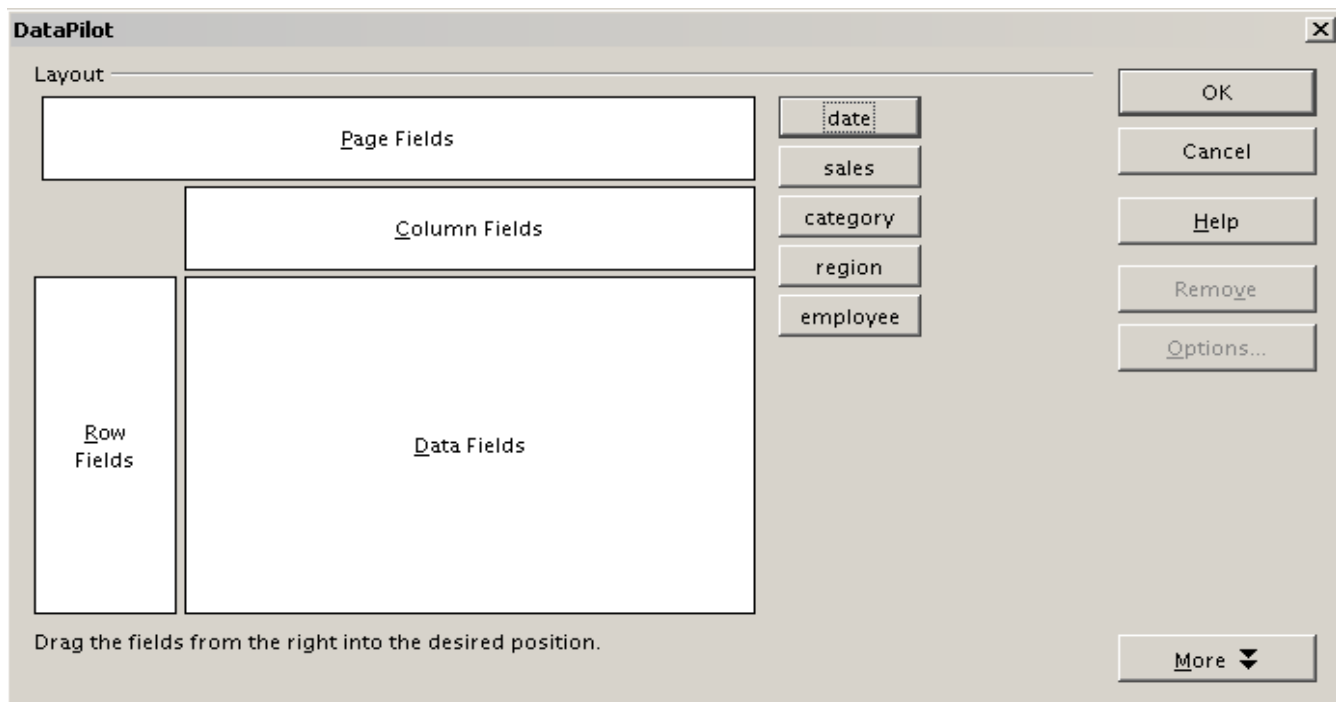 DataPilot
Layout
Page Fields
Column Fields
Row
Fields
Data Fields
date
sales
category
region
employee
OK
Cancel
Help
Remove
Options...
More
Drag the fields from the right into the desired position.